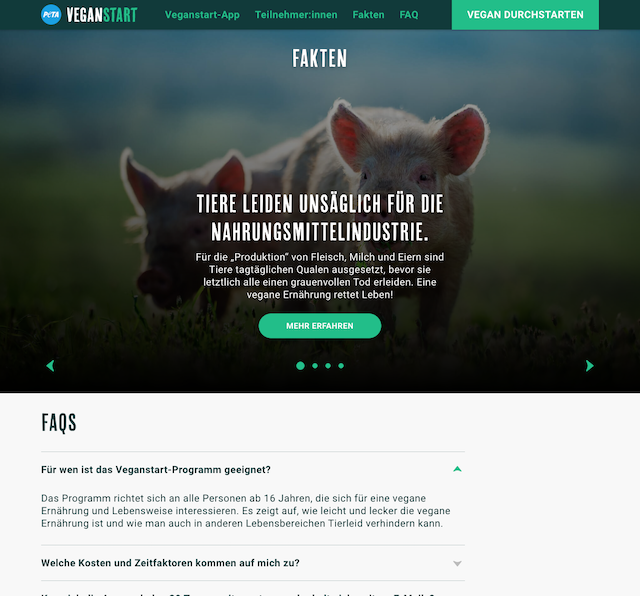 PeTA VEGANSTART Veganstart-App Teilnehmer:innen Fakten FAQ VEGAN DURCHSTARTEN
FAKTEN
TIERE LEIDEN UNSÄGLICH FÜR DIE
NAHRUNGSMITTELINDUSTRIE.
Für die „Produktion” von Fleisch, Milch und Eiern sind
Tiere tagtäglichen Qualen ausgesetzt, bevor sie
letztlich alle einen grauenvollen Tod erleiden. Eine
vegane Ernährung rettet Leben!
MEHR ERFAHREN
FAQS
Für wen ist das Veganstart-Programm geeignet?
Das Programm richtet sich an alle Personen ab 16 Jahren, die sich für eine vegane
Ernährung und Lebensweise interessieren. Es zeigt auf, wie leicht und lecker die vegane
Ernährung ist und wie man auch in anderen Lebensbereichen Tierleid verhindern kann.
Welche Kosten und Zeitfaktoren kommen auf mich zu?